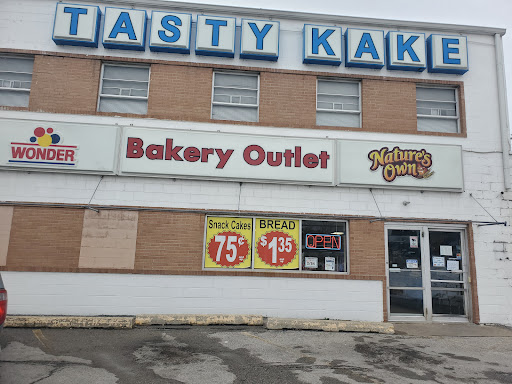 TASTY KAKE
WONDER
Bakery Outlet
Nature's
Own
Snack Cakes
75¢
BREAD
$1.35
OPEN